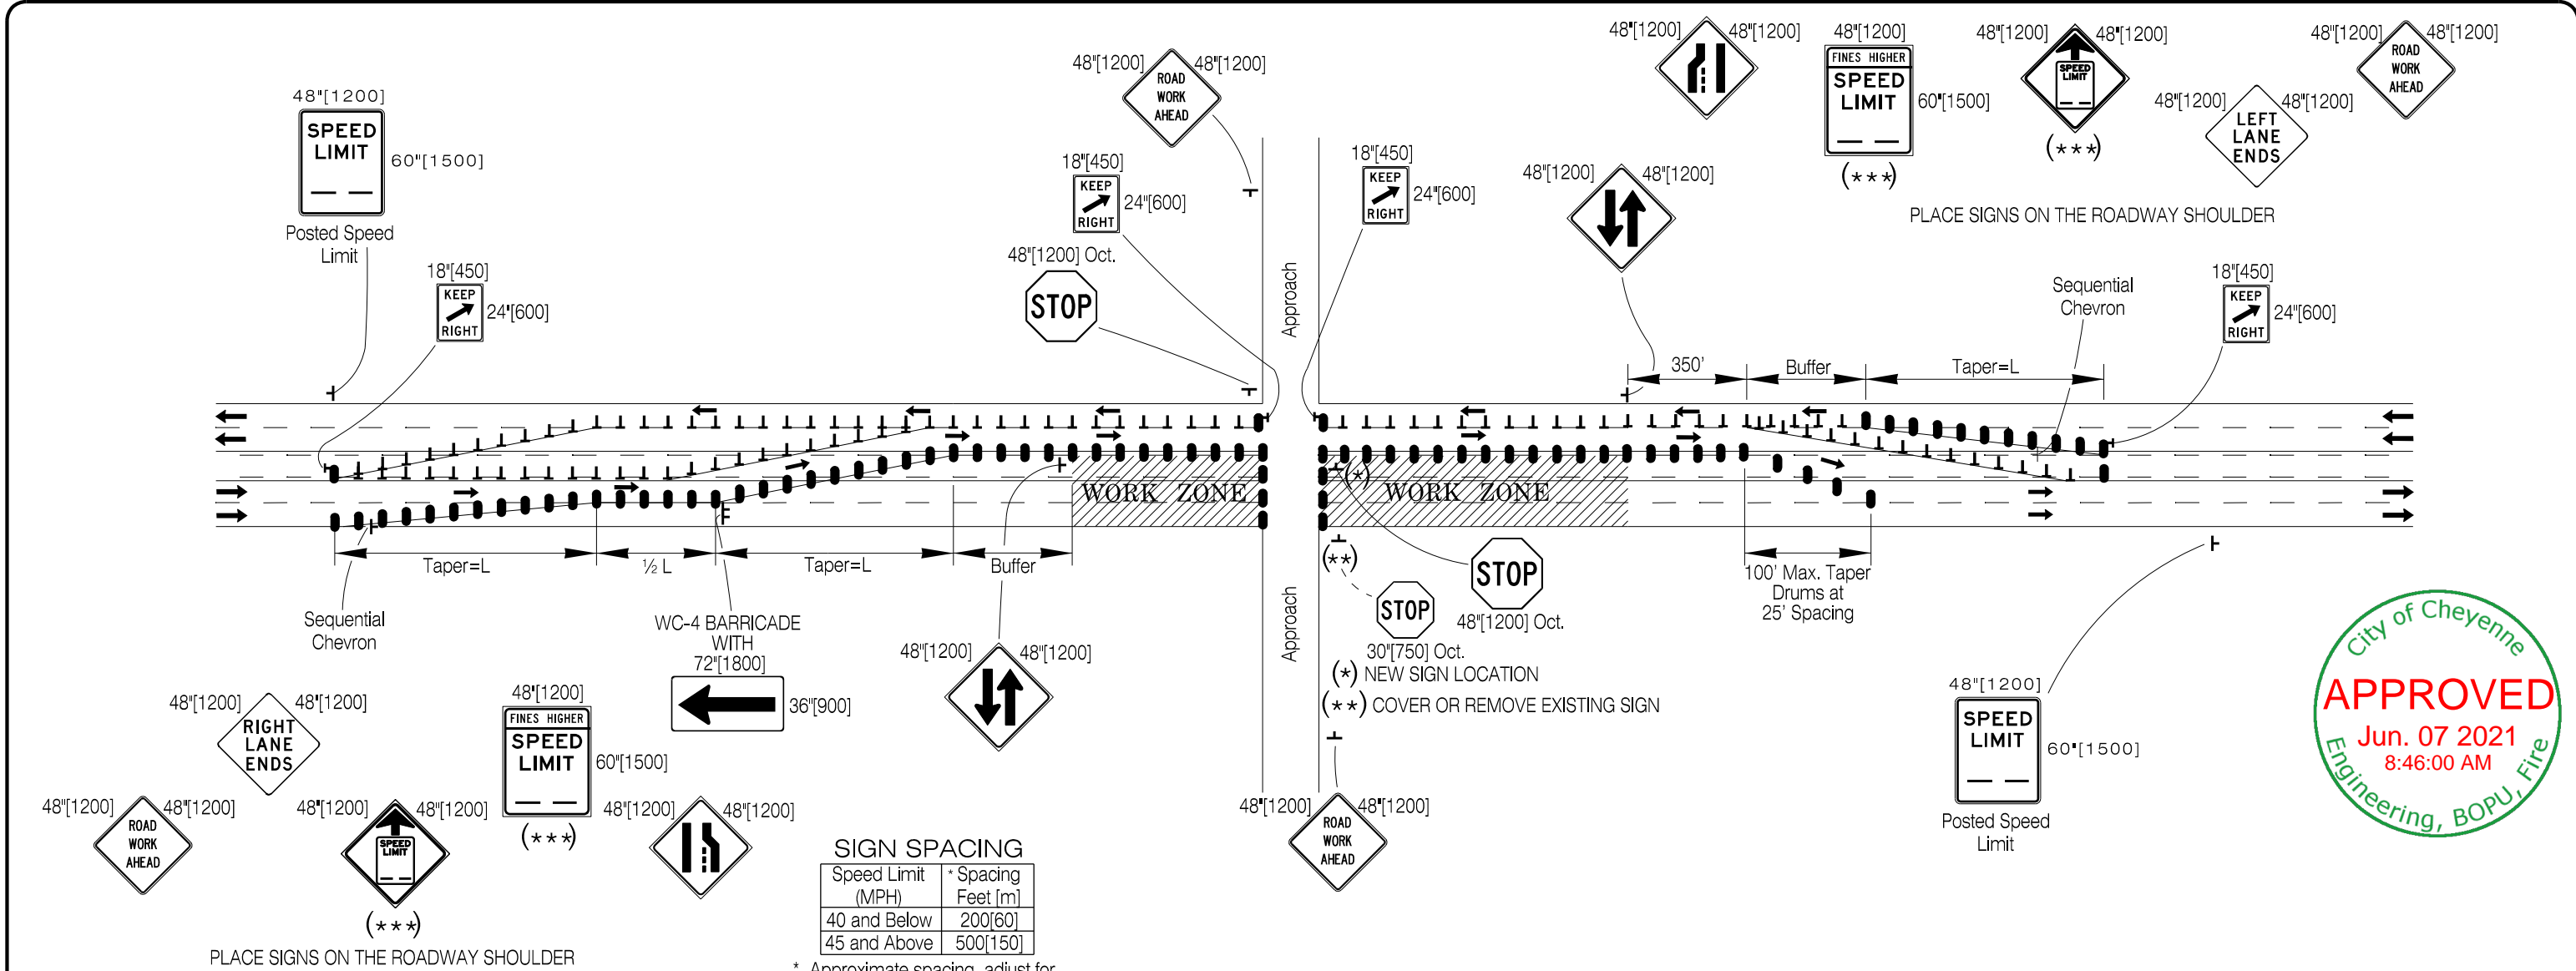 48"[1200]
SPEED
LIMIT
_ _
60"[1500]
Posted Speed
Limit
18"[450]
KEEP
RIGHT
24"[600]
48"[1200] 48"[1200]
ROAD
WORK
AHEAD
18"[450]
KEEP
RIGHT
24"[600]
48"[1200] Oct.
STOP
Approach
18"[450]
KEEP
RIGHT
24"[600]
48"[1200] 48"[1200]
48"[1200] 48"[1200]
48"[1200]
FINES HIGHER
SPEED
LIMIT
_ _
60"[1500]
(***)
48"[1200] 48"[1200]
SPEED
LIMIT
_ _
(***)
48"[1200] 48"[1200]
LEFT
LANE
ENDS
48"[1200] 48"[1200]
ROAD
WORK
AHEAD
PLACE SIGNS ON THE ROADWAY SHOULDER
Sequential
Chevron
18"[450]
KEEP
RIGHT
24"[600]
350' Buffer Taper=L
WORK ZONE
(*)
WORK ZONE
Taper=L ½ L Taper=L Buffer
Sequential
Chevron
WC-4 BARRICADE
WITH
72"[1800]
36"[900]
48"[1200] 48"[1200]
Approach
(**)
STOP
30"[750] Oct.
STOP
48"[1200] Oct.
(*) NEW SIGN LOCATION
(**) COVER OR REMOVE EXISTING SIGN
100' Max. Taper
Drums at
25' Spacing
48"[1200]
SPEED
LIMIT
_ _
60"[1500]
Posted Speed
Limit
City of Cheyenne
APPROVED
Jun. 07 2021
8:46:00 AM
Engineering, BOPU, Fire
48"[1200] 48"[1200]
RIGHT
LANE
ENDS
48"[1200]
FINES HIGHER
SPEED
LIMIT
_ _
60"[1500]
(***)
48"[1200] 48"[1200]
ROAD
WORK
AHEAD
48"[1200] 48"[1200]
SPEED
LIMIT
_ _
(***)
48"[1200] 48"[1200]
PLACE SIGNS ON THE ROADWAY SHOULDER
48"[1200] 48"[1200]
ROAD
WORK
AHEAD
SIGN SPACING
Speed Limit (MPH) * Spacing Feet [m]
40 and Below 200[60]
45 and Above 500[150]
* Approximate spacing, adjust for